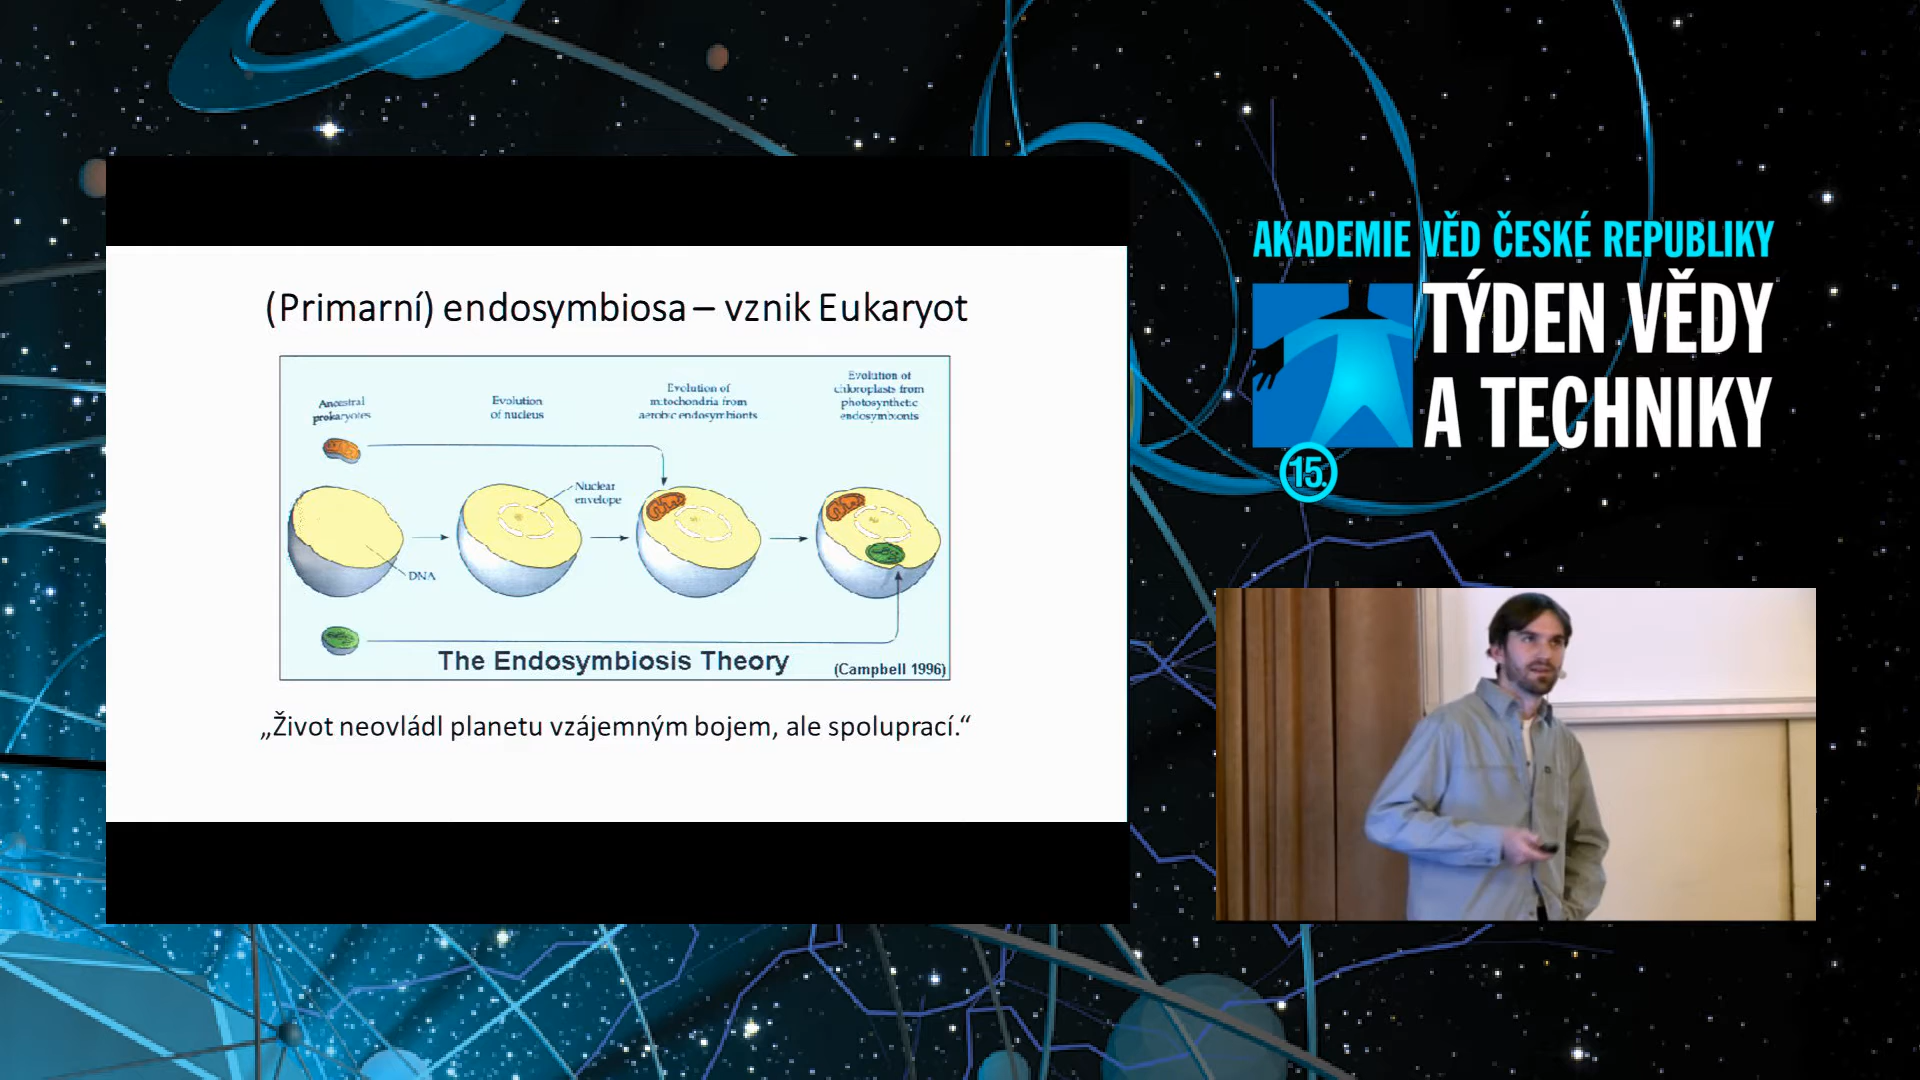 (Primarní) endosymbiosa – vznik Eukaryot
Ancestral
prokaryotes
Evolution
of nucleus
Evolution of
mitochondria from
aerobic endosymbionts
Evolution of
chloroplasts from
photosynthetic
endosymbionts
Nuclear
envelope
DNA
The Endosymbiosis Theory
(Campbell 1996)
„Život neovládl planetu vzájemným bojem, ale spoluprací.“
AKADEMIE VĚD ČESKÉ REPUBLIKY
TÝDEN VĚDY
A TECHNIKY
15.